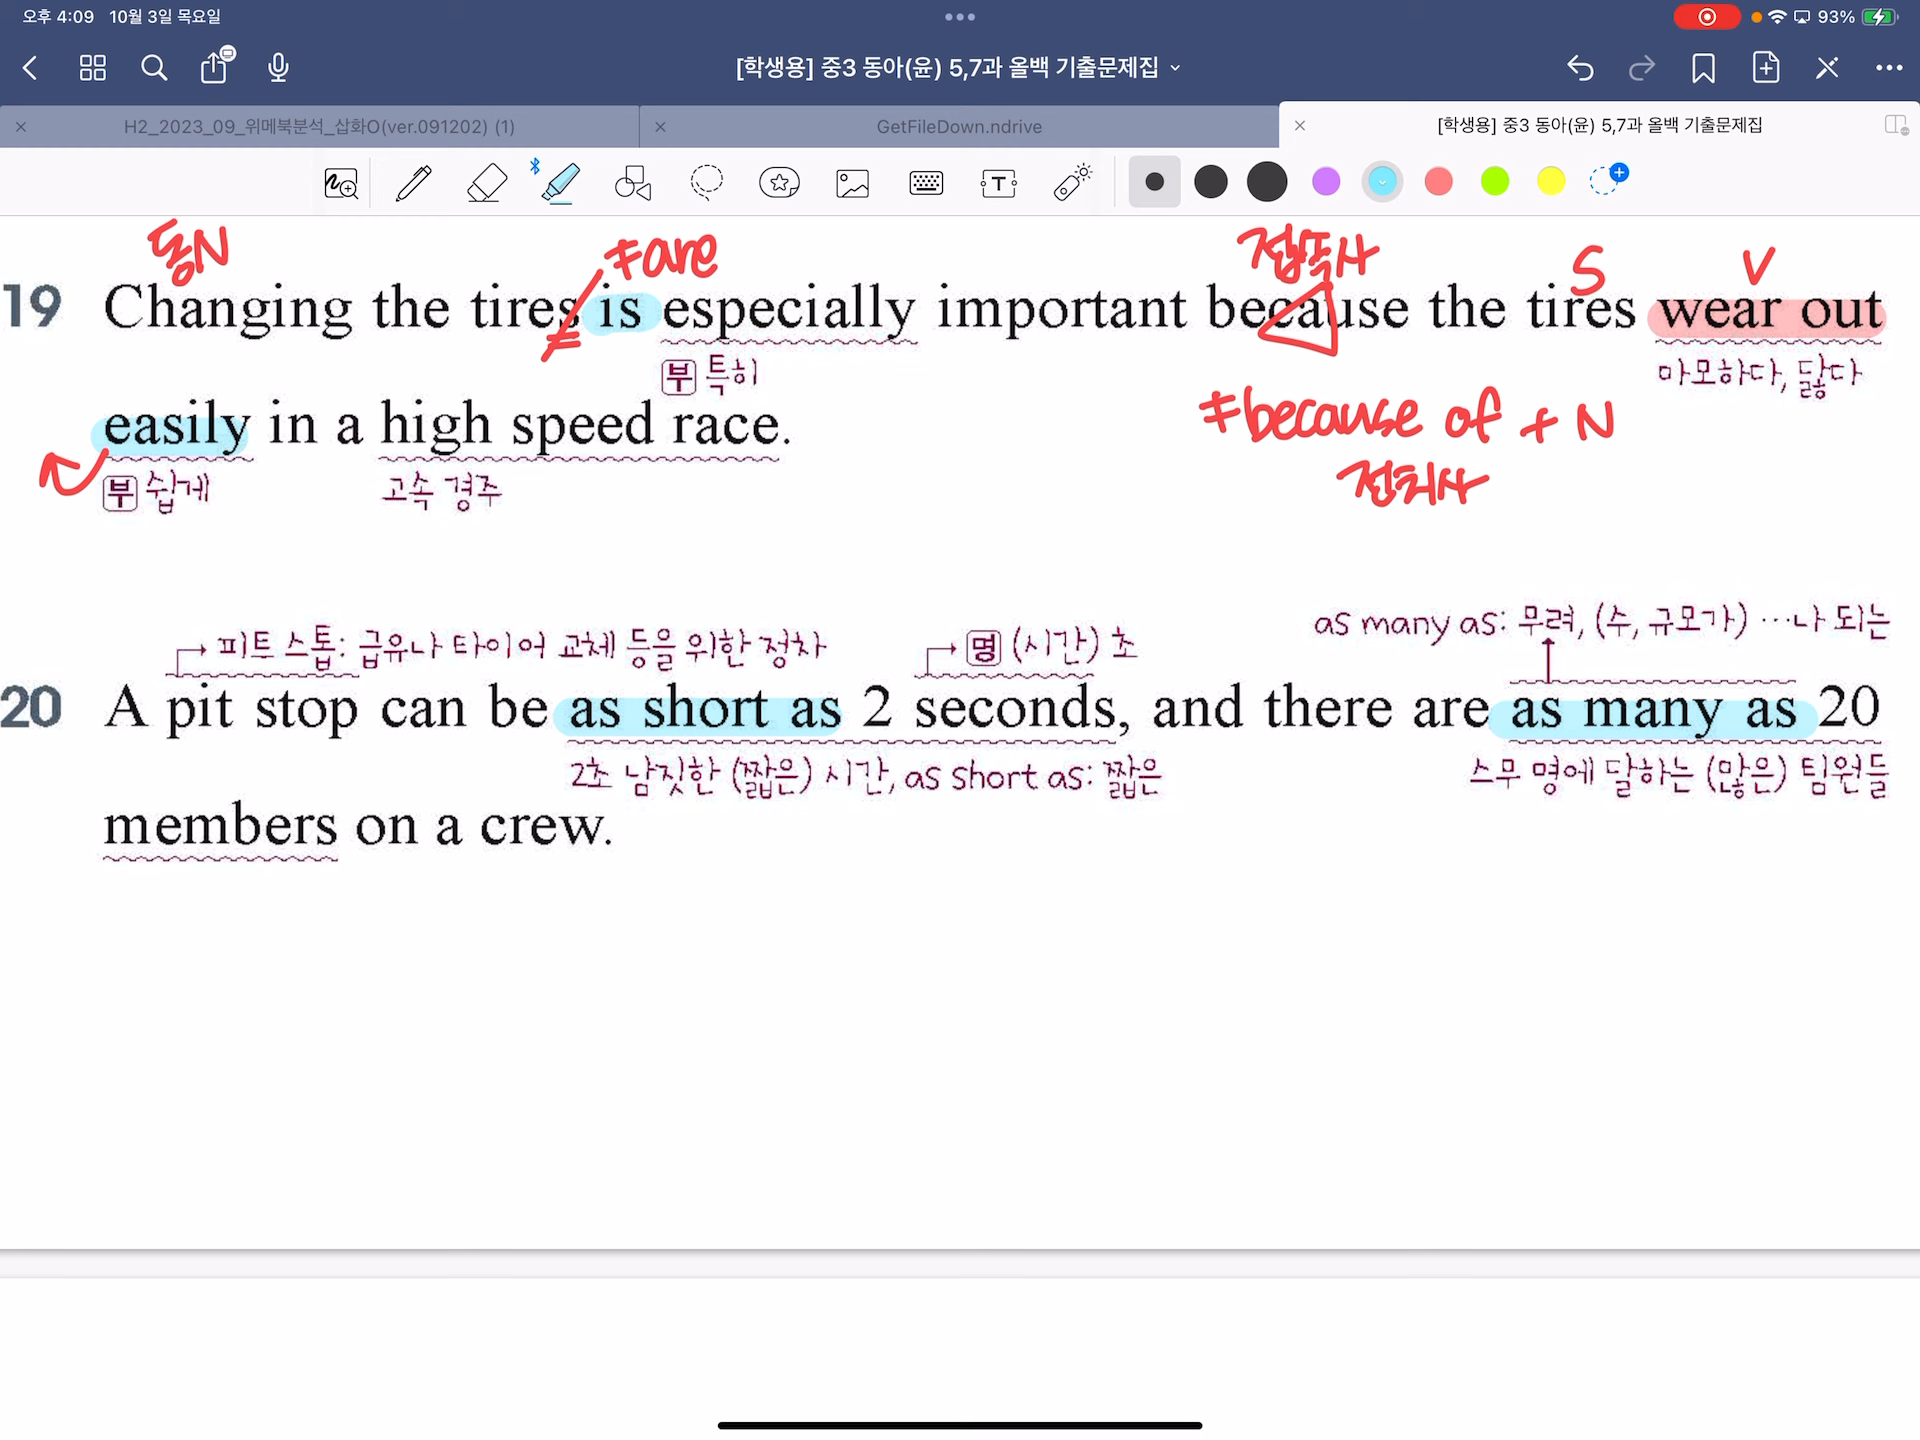 오후 4:09 10월 3일 목요일
93%
[학생용] 중3 동아(윤) 5,7과 올백 기출문제집
H2_2023_09_위메북분석_삽화O(ver.091202) (1)
GetFileDown.ndrive
[학생용] 중3 동아(윤) 5,7과 올백 기출문제집
동N ≠are 접속사 S V
19 Changing the tires is especially important because the tires wear out
부 특히 마모하다, 닳다
≠because of + N
easily in a high speed race.
전치사
부 쉽게 고속 경주
as many as: 무려, (수, 규모가) …나 되는
피트 스톱: 급유나 타이어 교체 등을 위한 정차 명 (시간) 초
20 A pit stop can be as short as 2 seconds, and there are as many as 20
2초 남짓한 (짧은) 시간, as short as: 짧은 스무 명에 달하는 (많은) 팀원들
members on a crew.